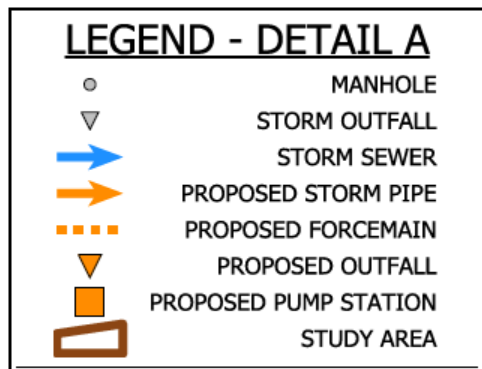 LEGEND - DETAIL A
MANHOLE
STORM OUTFALL
STORM SEWER
PROPOSED STORM PIPE
PROPOSED FORCEMAIN
PROPOSED OUTFALL
PROPOSED PUMP STATION
STUDY AREA